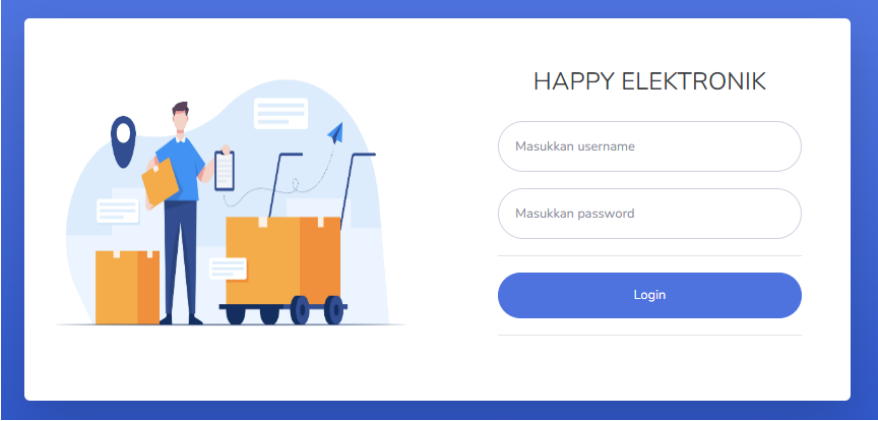 HAPPY ELEKTRONIK
Masukkan username
Masukkan password
Login